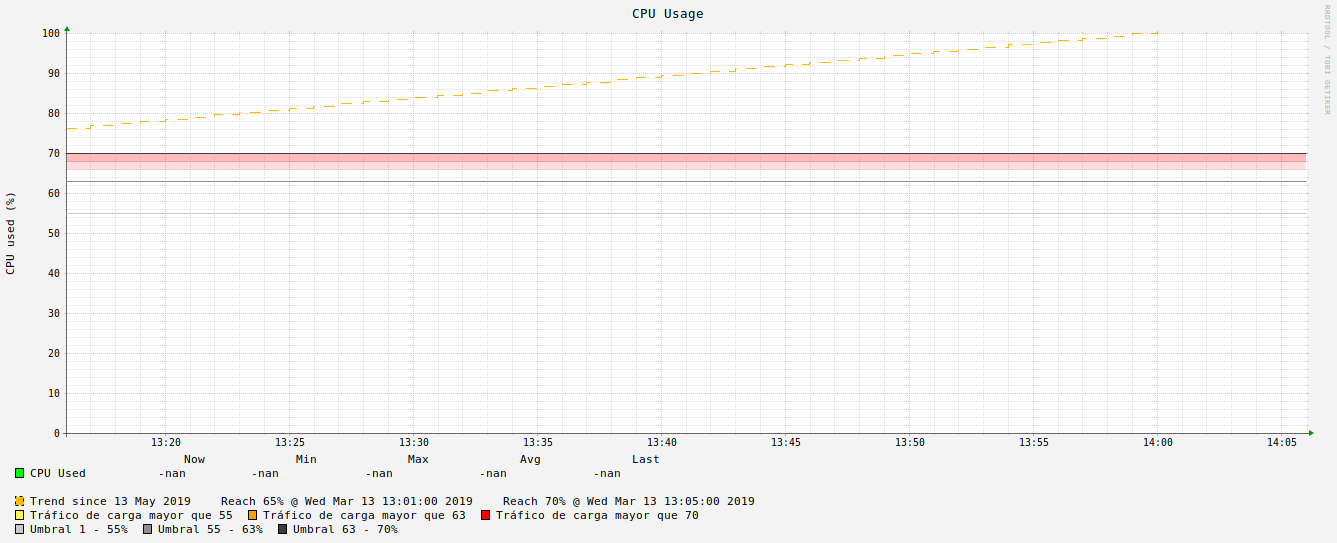 CPU Usage
RRDTOOL / TOBI OETIKER
CPU used (%)
100
90
80
70
60
50
40
30
20
10
0
13:20 13:25 13:30 13:35 13:40 13:45 13:50 13:55 14:00 14:05
Now Min Max Avg Last
CPU Used -nan -nan -nan -nan -nan
Trend since 13 May 2019 Reach 65% @ Wed Mar 13 13:01:00 2019 Reach 70% @ Wed Mar 13 13:05:00 2019
Tráfico de carga mayor que 55 Tráfico de carga mayor que 63 Tráfico de carga mayor que 70
Umbral 1 - 55% Umbral 55 - 63% Umbral 63 - 70%